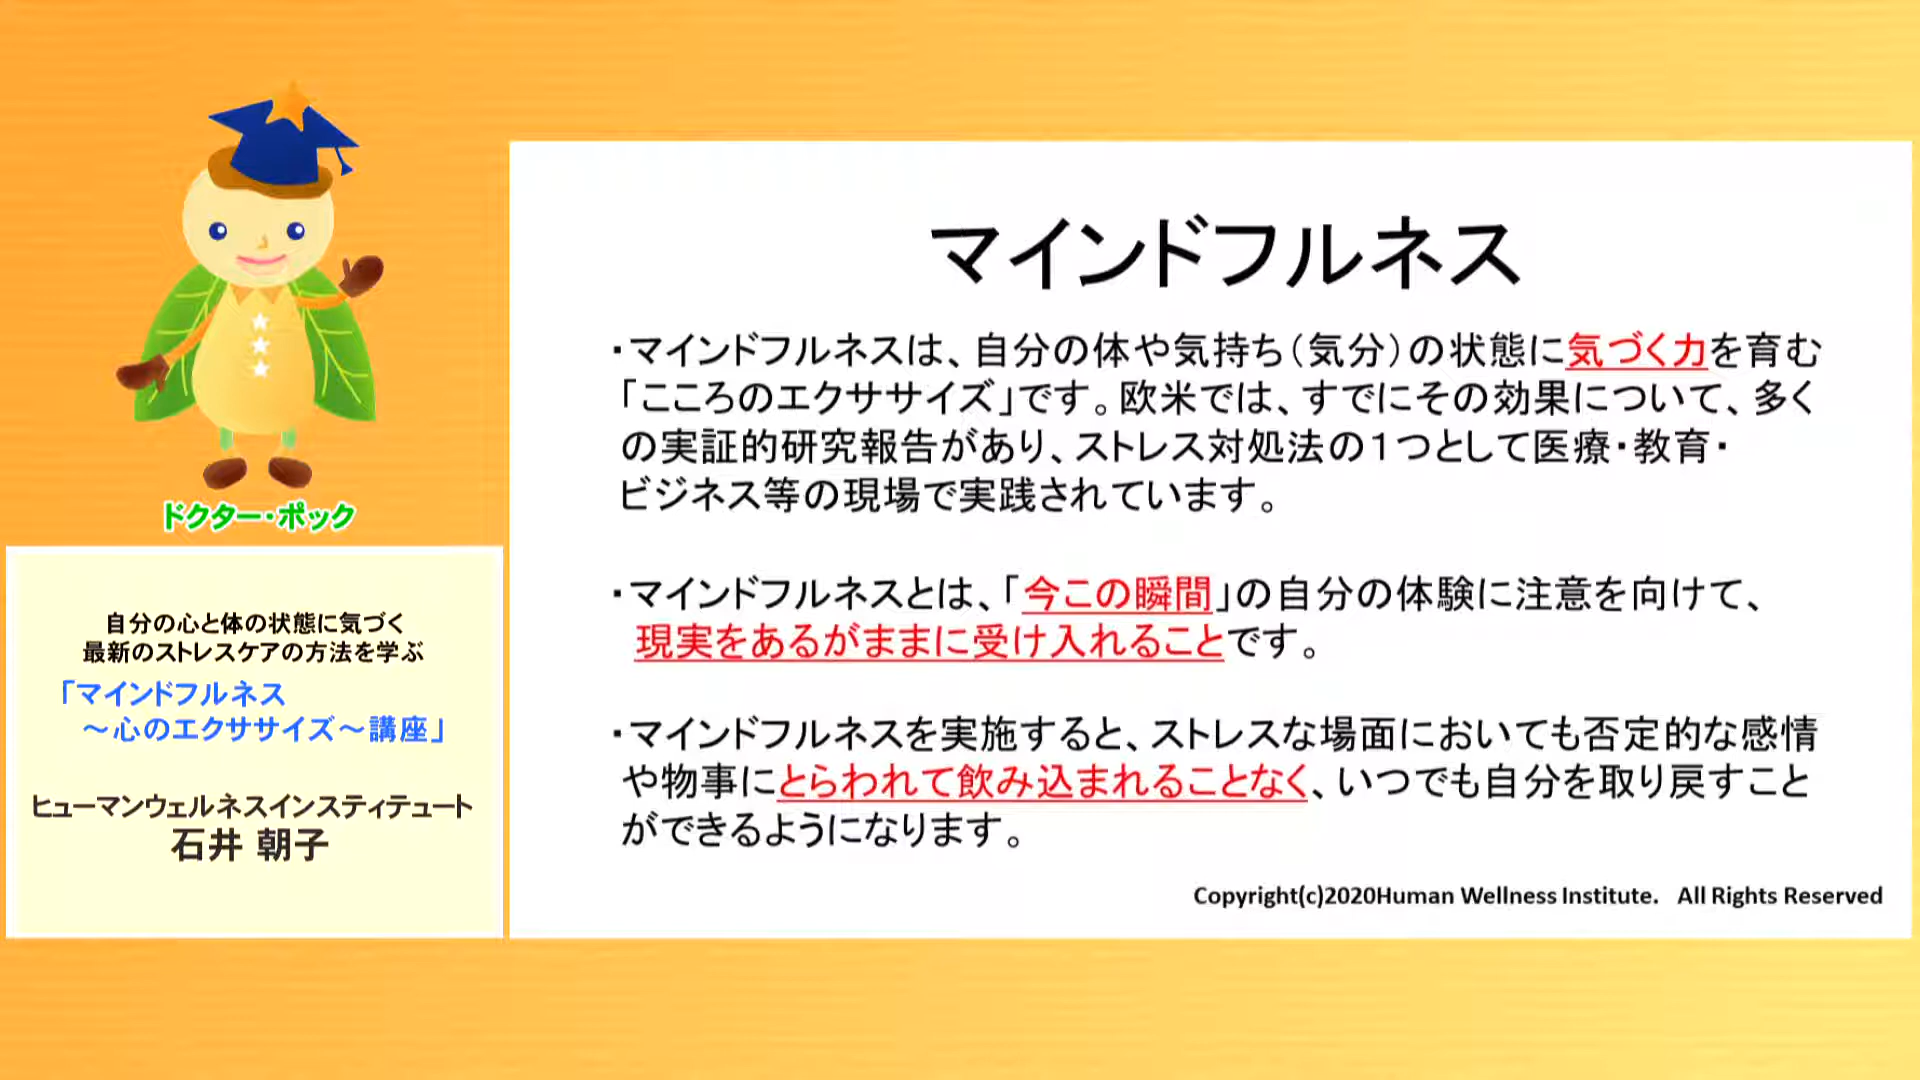 ドクター・ポック
自分の心と体の状態に気づく
最新のストレスケアの方法を学ぶ
「マインドフルネス
～心のエクササイズ～講座」
ヒューマンウェルネスインスティテュート
石井 朝子
マインドフルネス
・マインドフルネスは、自分の体や気持ち（気分）の状態に気づく力を育む
「こころのエクササイズ」です。欧米では、すでにその効果について、多く
の実証的研究報告があり、ストレス対処法の１つとして医療・教育・
ビジネス等の現場で実践されています。
・マインドフルネスとは、「今この瞬間」の自分の体験に注意を向けて、
現実をあるがままに受け入れることです。
・マインドフルネスを実施すると、ストレスな場面においても否定的な感情
や物事にとらわれて飲み込まれることなく、いつでも自分を取り戻すこと
ができるようになります。
Copyright(c)2020Human Wellness Institute. All Rights Reserved